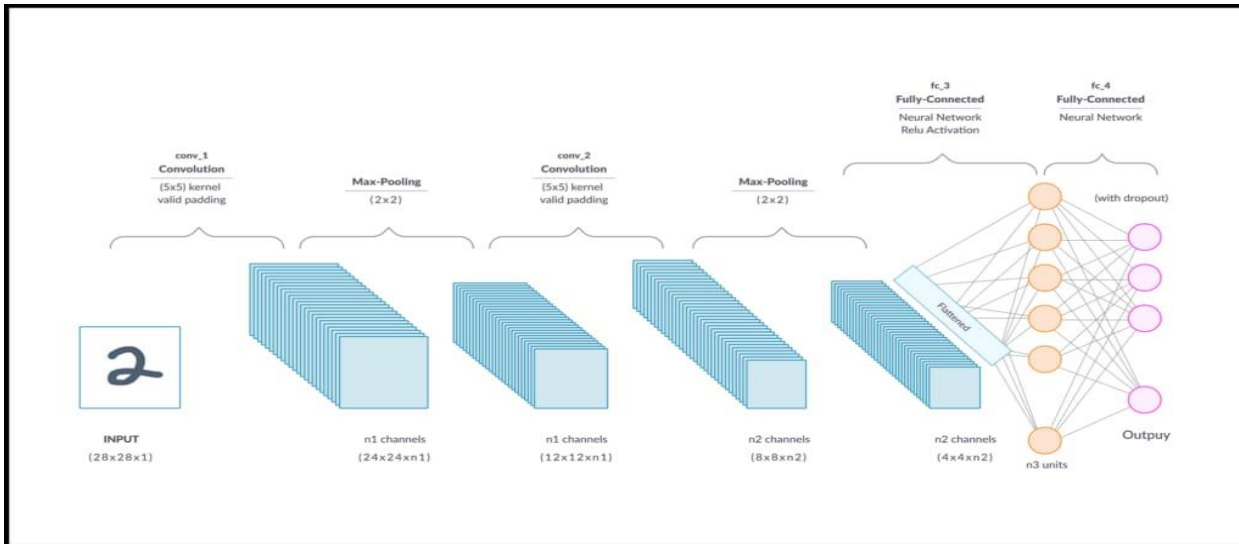 conv_1
Convolution
(5x5) kernel
valid padding
Max-Pooling
(2x2)
conv_2
Convolution
(5x5) kernel
valid padding
Max-Pooling
(2x2)
fc_3
Fully-Connected
Neural Network
Relu Activation
fc_4
Fully-Connected
Neural Network
(with dropout)
2
Flattened
INPUT
(28x28x1)
n1 channels
(24x24xn1)
n1 channels
(12x12xn1)
n2 channels
(8x8xn2)
n2 channels
(4x4xn2)
n3 units
Outpuy